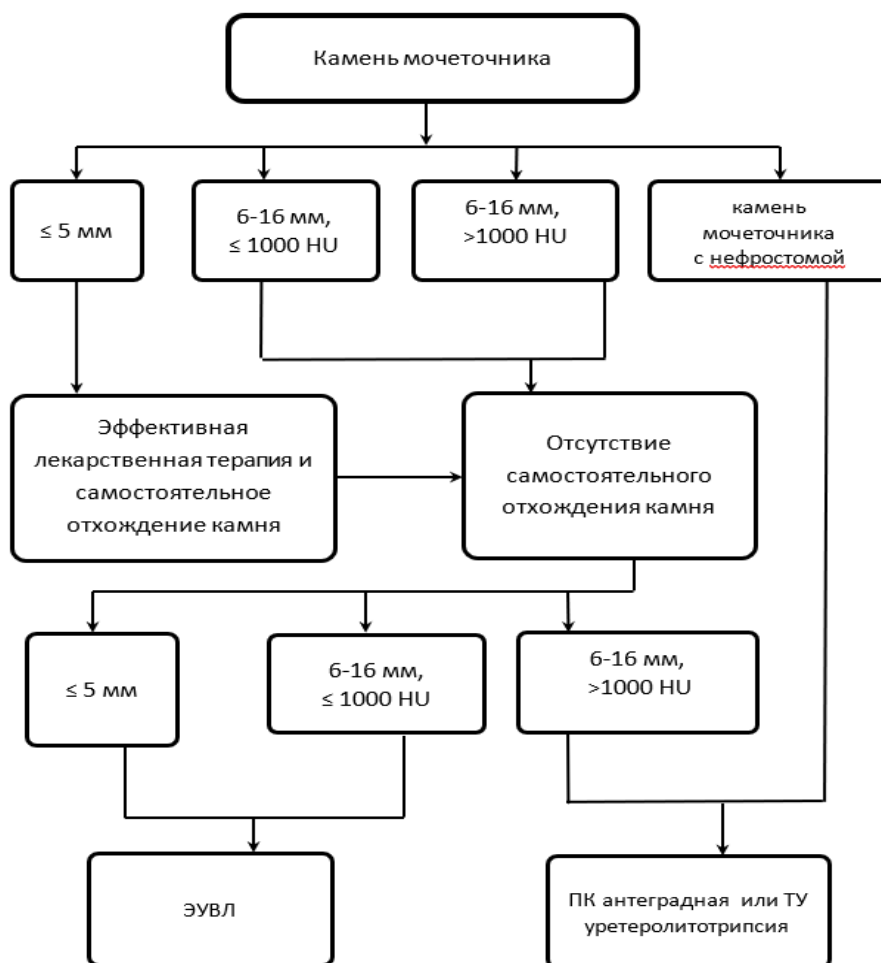 Камень мочеточника
≤ 5 мм
6-16 мм,
≤ 1000 HU
6-16 мм,
>1000 HU
камень
мочеточника
с нефростомой
Эффективная
лекарственная терапия и
самостоятельное
отхождение камня
Отсутствие
самостоятельного
отхождения камня
≤ 5 мм
6-16 мм,
≤ 1000 HU
6-16 мм,
>1000 HU
ЭУВЛ
ПК антеградная или ТУ
уретеролитотрипсия